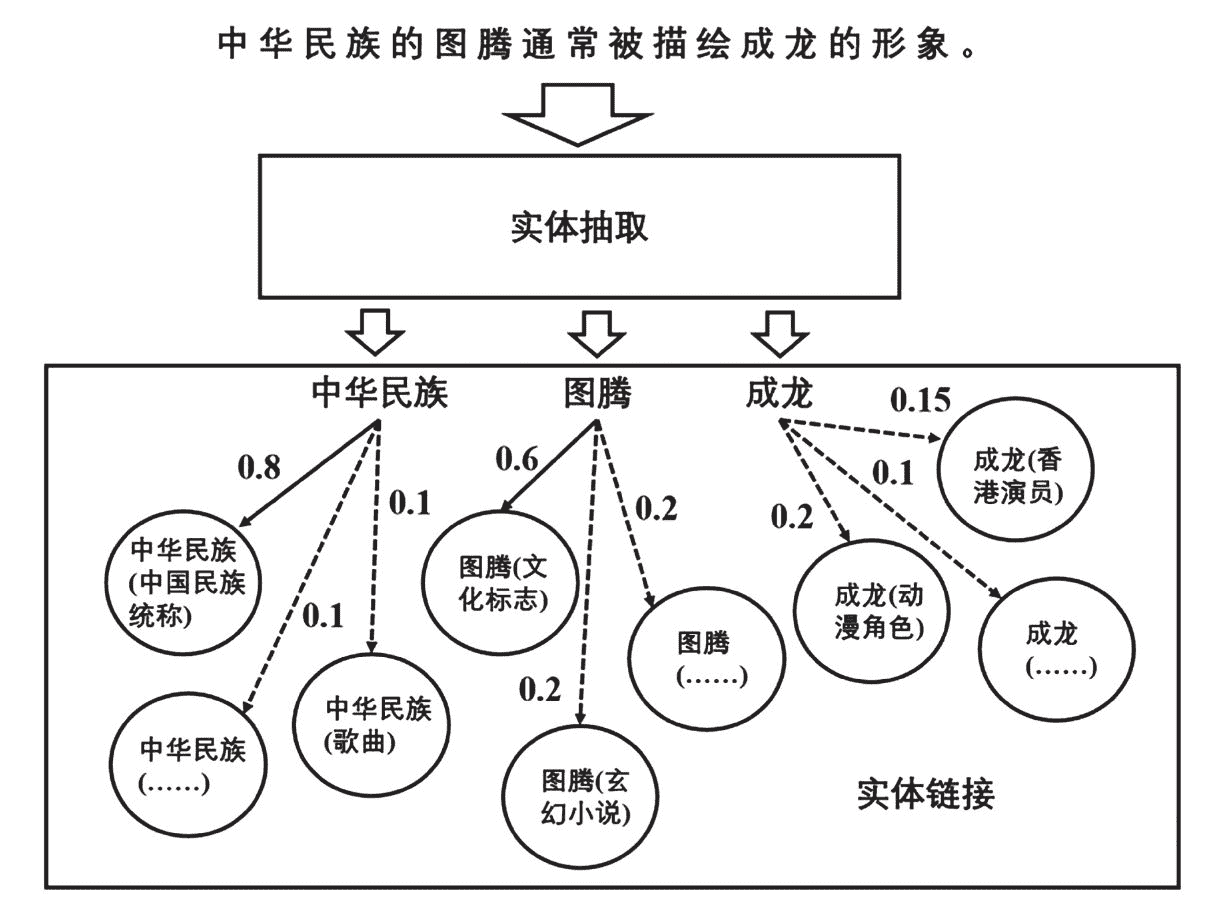 中华民族的图腾通常被描绘成龙的形象。
实体抽取
中华民族
图腾
成龙
0.8
0.1
0.1
0.6
0.2
0.2
0.2
0.1
0.15
中华民族
(中国民族
统称)
中华民族
(……)
中华民族
(歌曲)
图腾(文
化标志)
图腾(玄
幻小说)
图腾
(……)
成龙(动
漫角色)
成龙(香
港演员)
成龙
(……)
实体链接